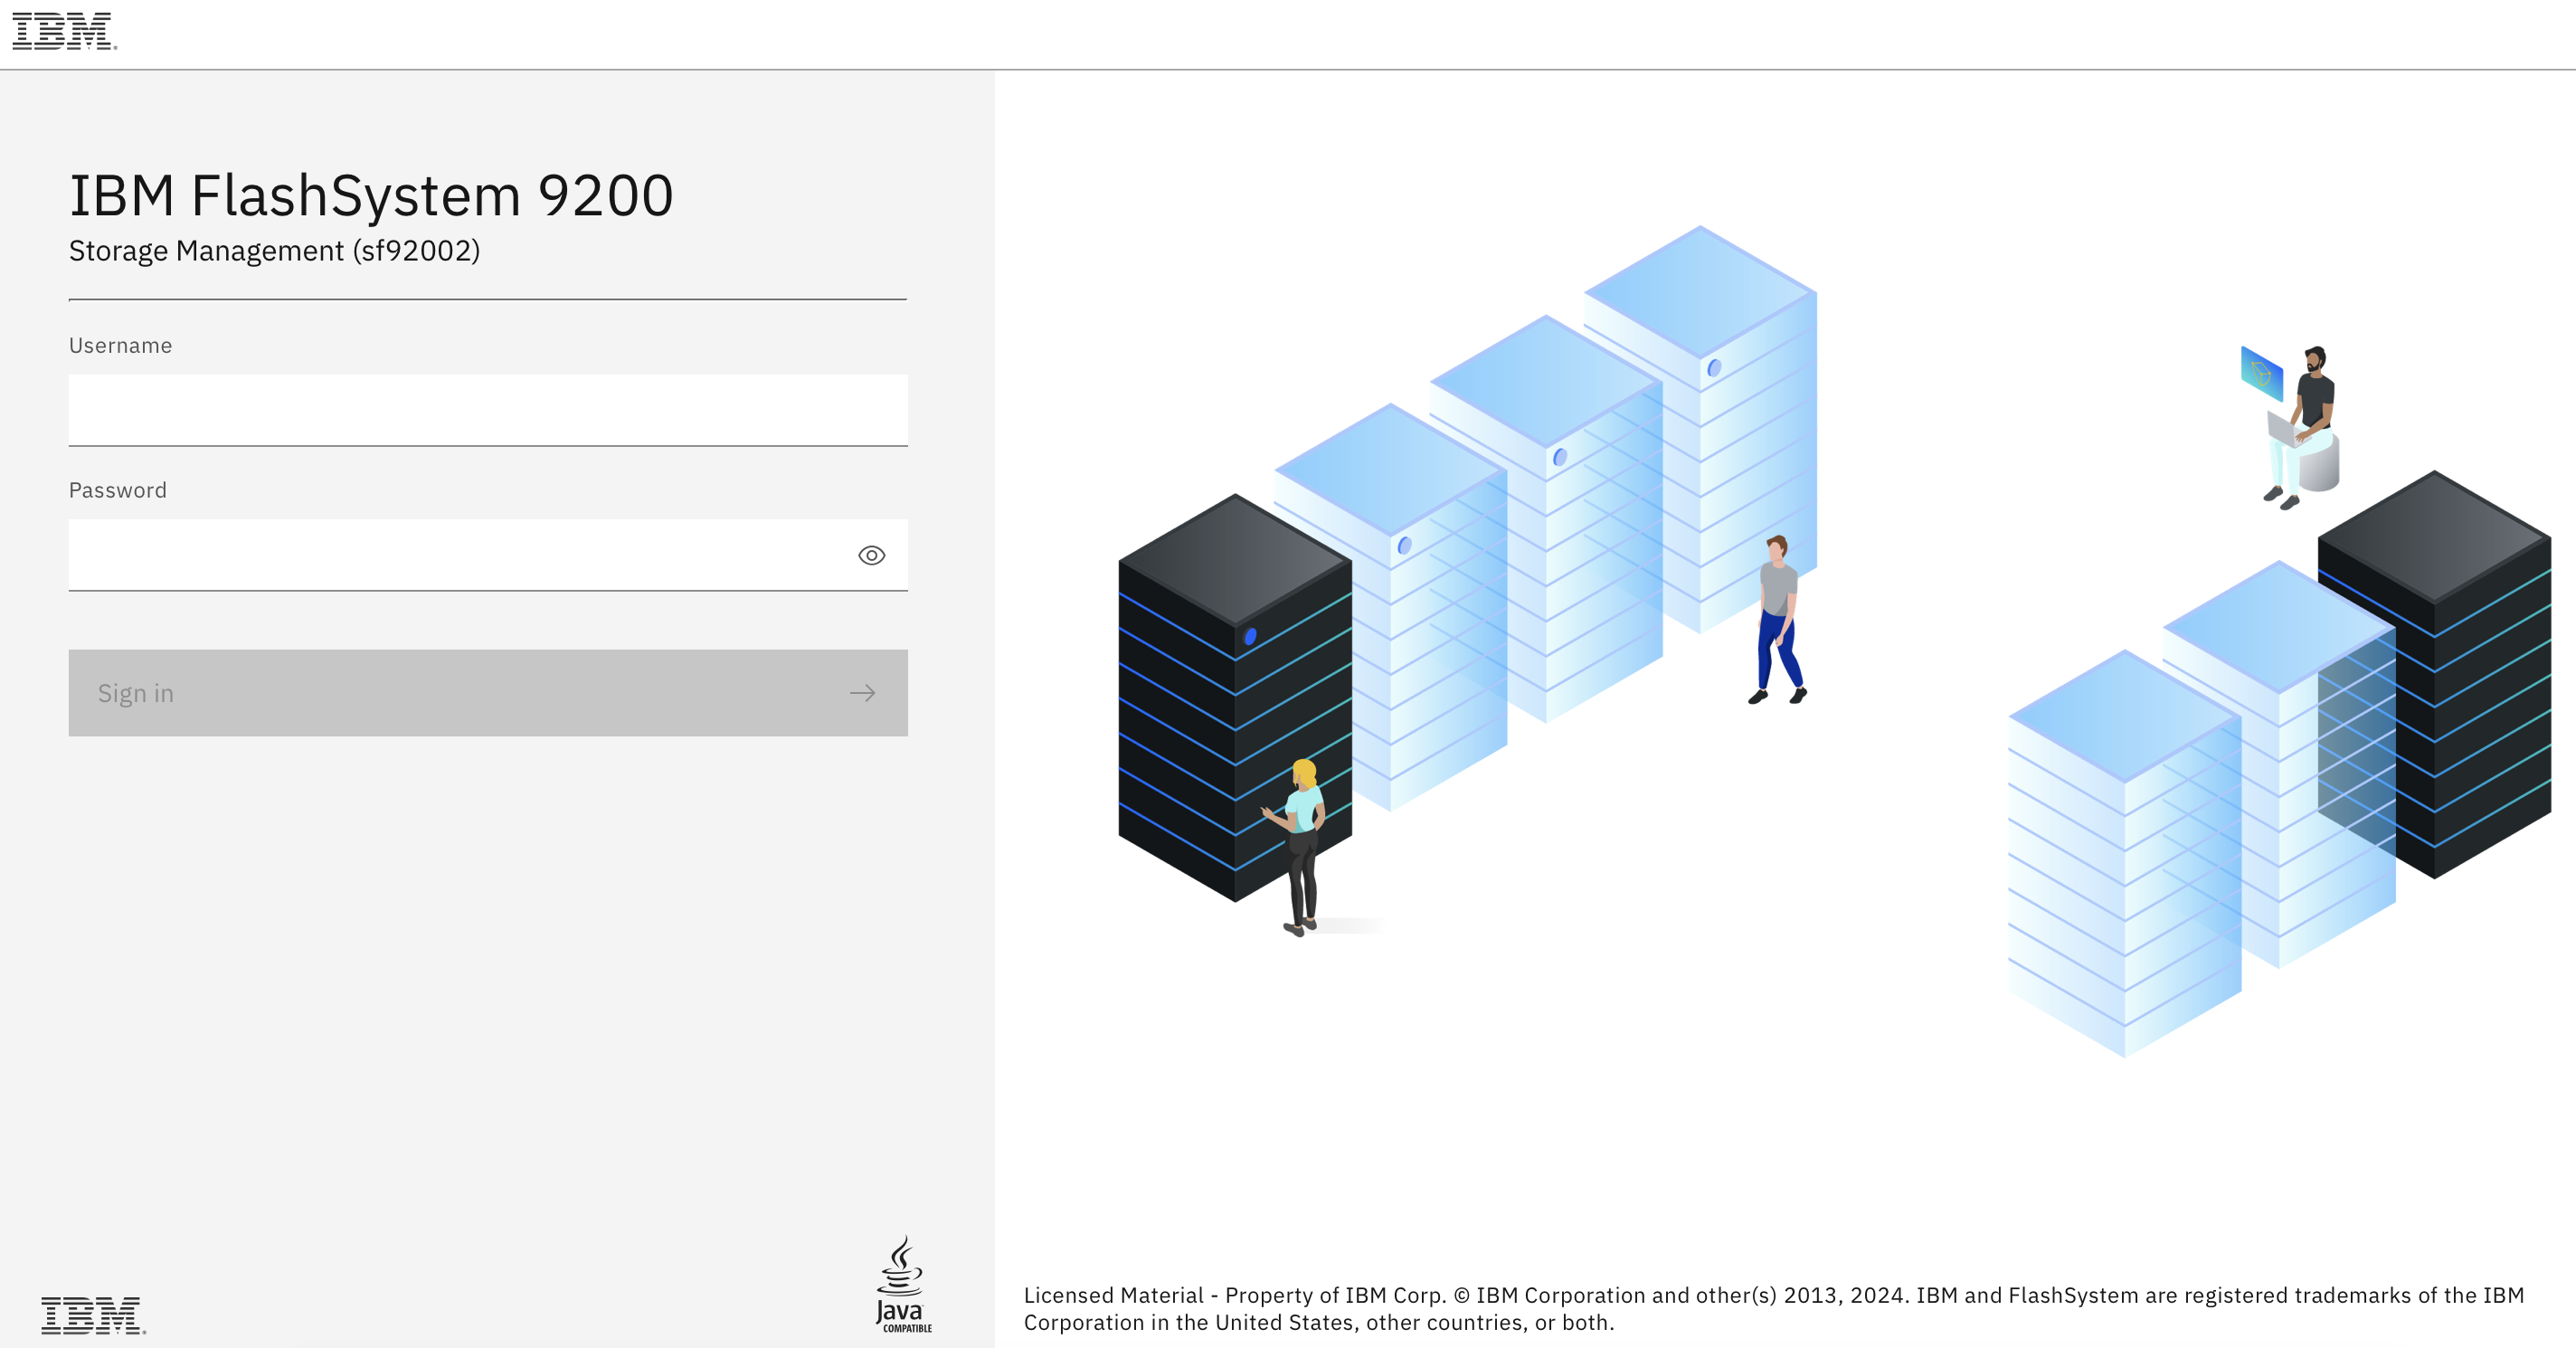 IBM
IBM FlashSystem 9200
Storage Management (sf92002)
Username
Password
Sign in
IBM
Java
COMPATIBLE
Licensed Material - Property of IBM Corp. © IBM Corporation and other(s) 2013, 2024. IBM and FlashSystem are registered trademarks of the IBM
Corporation in the United States, other countries, or both.